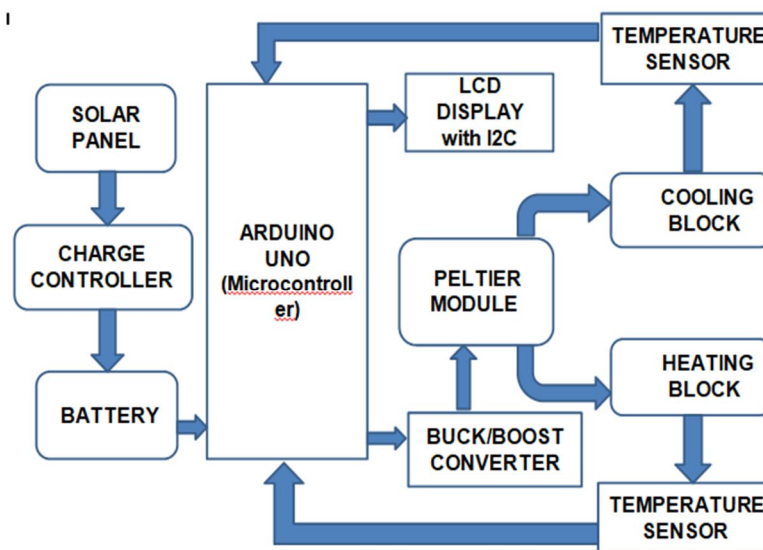 I
TEMPERATURE
SENSOR
LCD
DISPLAY
with I2C
SOLAR
PANEL
COOLING
BLOCK
CHARGE
CONTROLLER
ARDUINO
UNO
(Microcontroll
er)
PELTIER
MODULE
HEATING
BLOCK
BATTERY
BUCK/BOOST
CONVERTER
TEMPERATURE
SENSOR